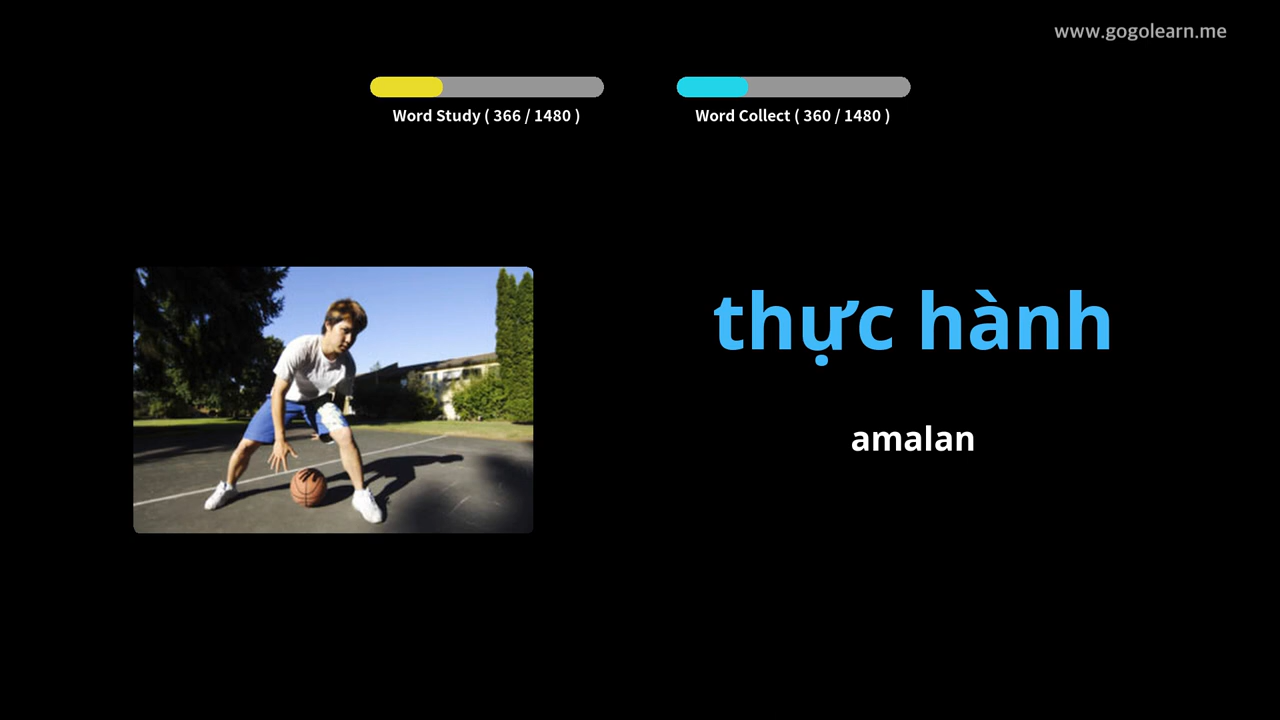 www.gogolearn.me
Word Study ( 366 / 1480 )
Word Collect ( 360 / 1480 )
thực hành
amalan